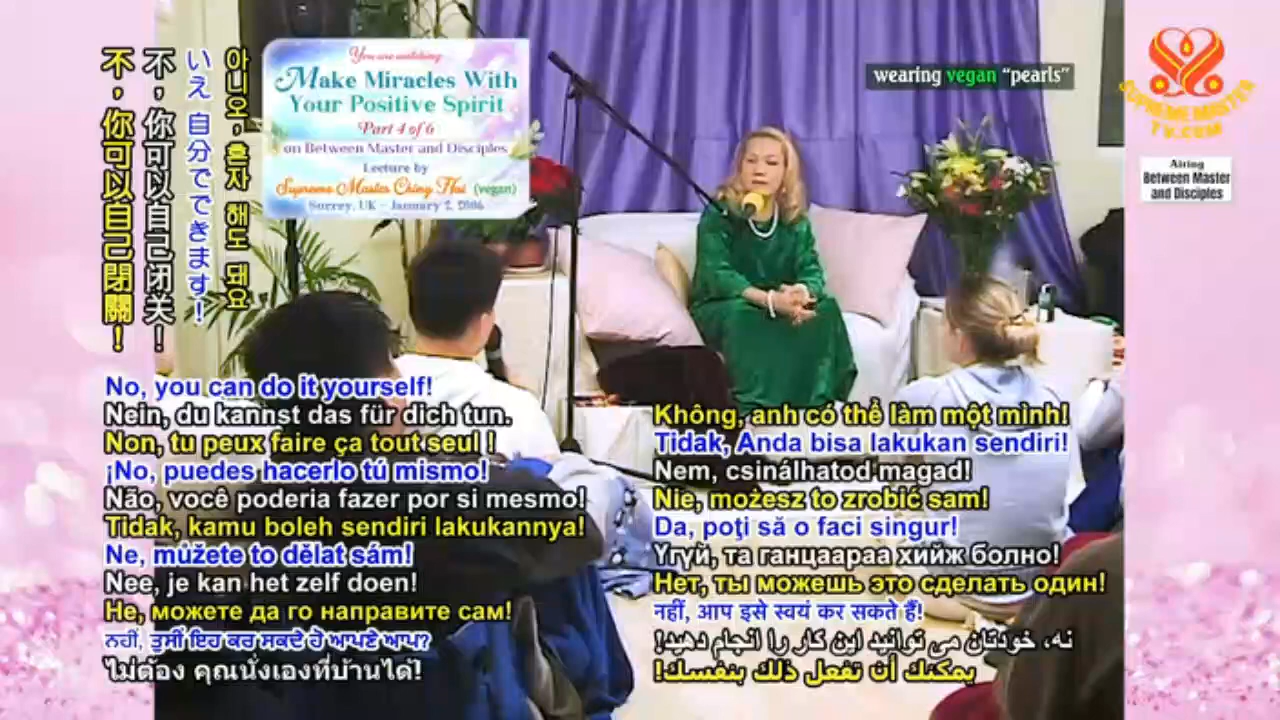 不，你可以自己閉關！
不，你可以自己闭关！
いえ 自分でできます！
아니오, 혼자 해도 돼요
You are watching
Make Miracles With
Your Positive Spirit
Part 4 of 6
on Between Master and Disciples
Lecture by
Supreme Master Ching Hai (vegan)
Surrey, UK - January 2, 2006
wearing vegan “pearls”
SUPREME MASTER
TV.COM
Airing
Between Master
and Disciples
No, you can do it yourself!
Nein, du kannst das für dich tun.
Non, tu peux faire ça tout seul !
¡No, puedes hacerlo tú mismo!
Não, você poderia fazer por si mesmo!
Tidak, kamu boleh sendiri lakukannya!
Ne, můžete to dělat sám!
Nee, je kan het zelf doen!
Не, можете да го направите сам!
ਨਹੀਂ, ਤੁਸੀਂ ਇਹ ਕਰ ਸਕਦੇ ਹੋ ਆਪਣੇ ਆਪ?
ไม่ต้อง คุณนั่งเองที่บ้านได้!
Không, anh có thể làm một mình!
Tidak, Anda bisa lakukan sendiri!
Nem, csinálhatod magad!
Nie, możesz to zrobić sam!
Da, poţi să o faci singur!
Үгүй, та ганцаараа хийж болно!
Нет, ты можешь это сделать один!
नहीं, आप इसे स्वयं कर सकते हैं!
نه، خودتان می توانید این کار را انجام دهید!
يمكنك أن تفعل ذلك بنفسك!